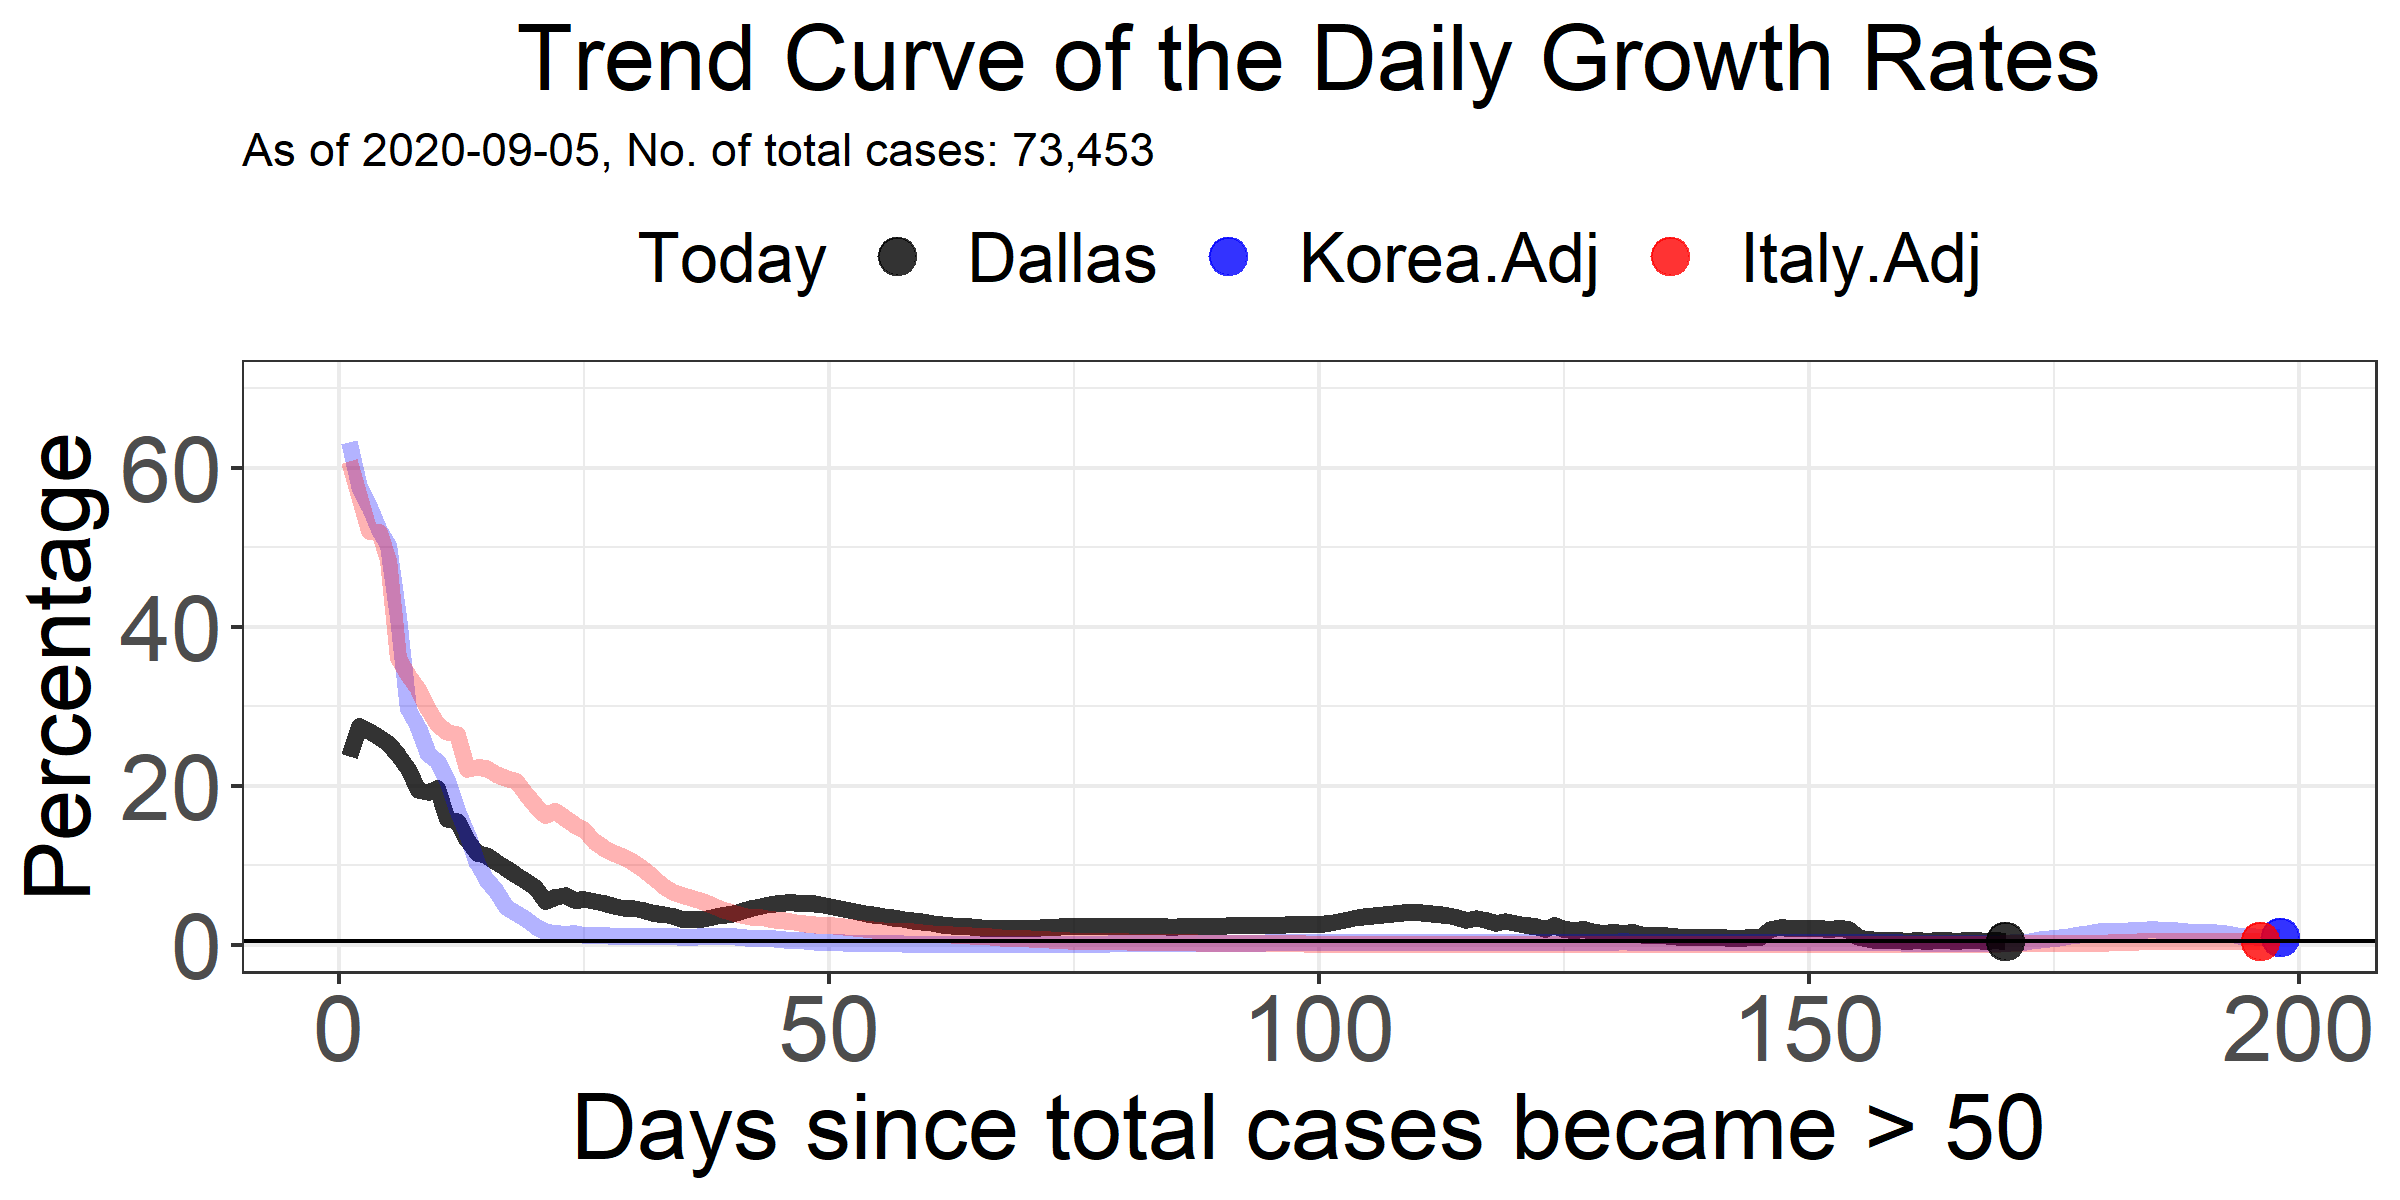 Trend Curve of the Daily Growth Rates
As of 2020-09-05, No. of total cases: 73,453
Today Dallas Korea.Adj Italy.Adj
Percentage
60
40
20
0
0 50 100 150 200
Days since total cases became > 50